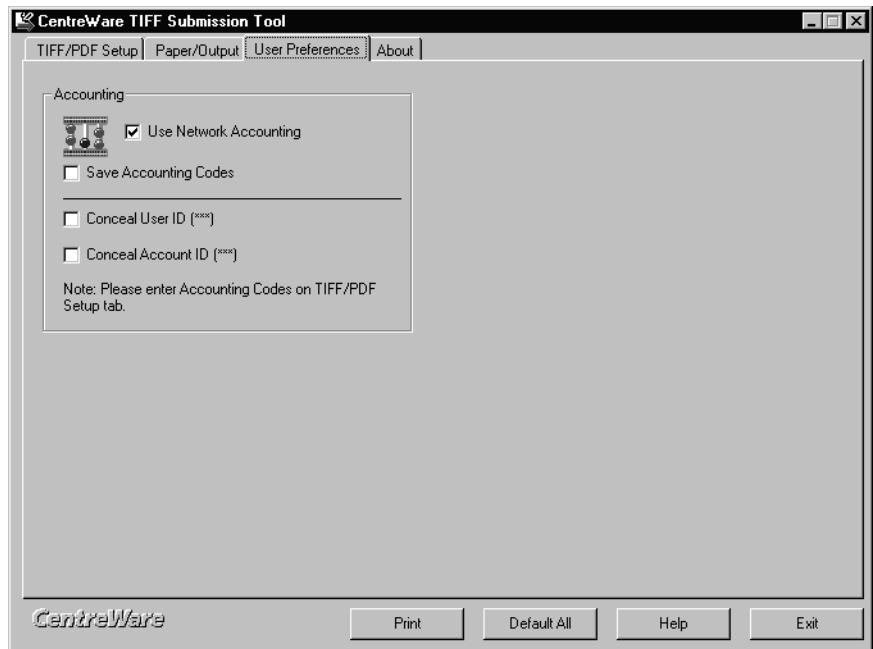 CentreWare TIFF Submission Tool
TIFF/PDF Setup Paper/Output User Preferences About
Accounting
Use Network Accounting
Save Accounting Codes
Conceal User ID (***)
Conceal Account ID (***)
Note: Please enter Accounting Codes on TIFF/PDF
Setup tab.
CentreWare Print Default All Help Exit